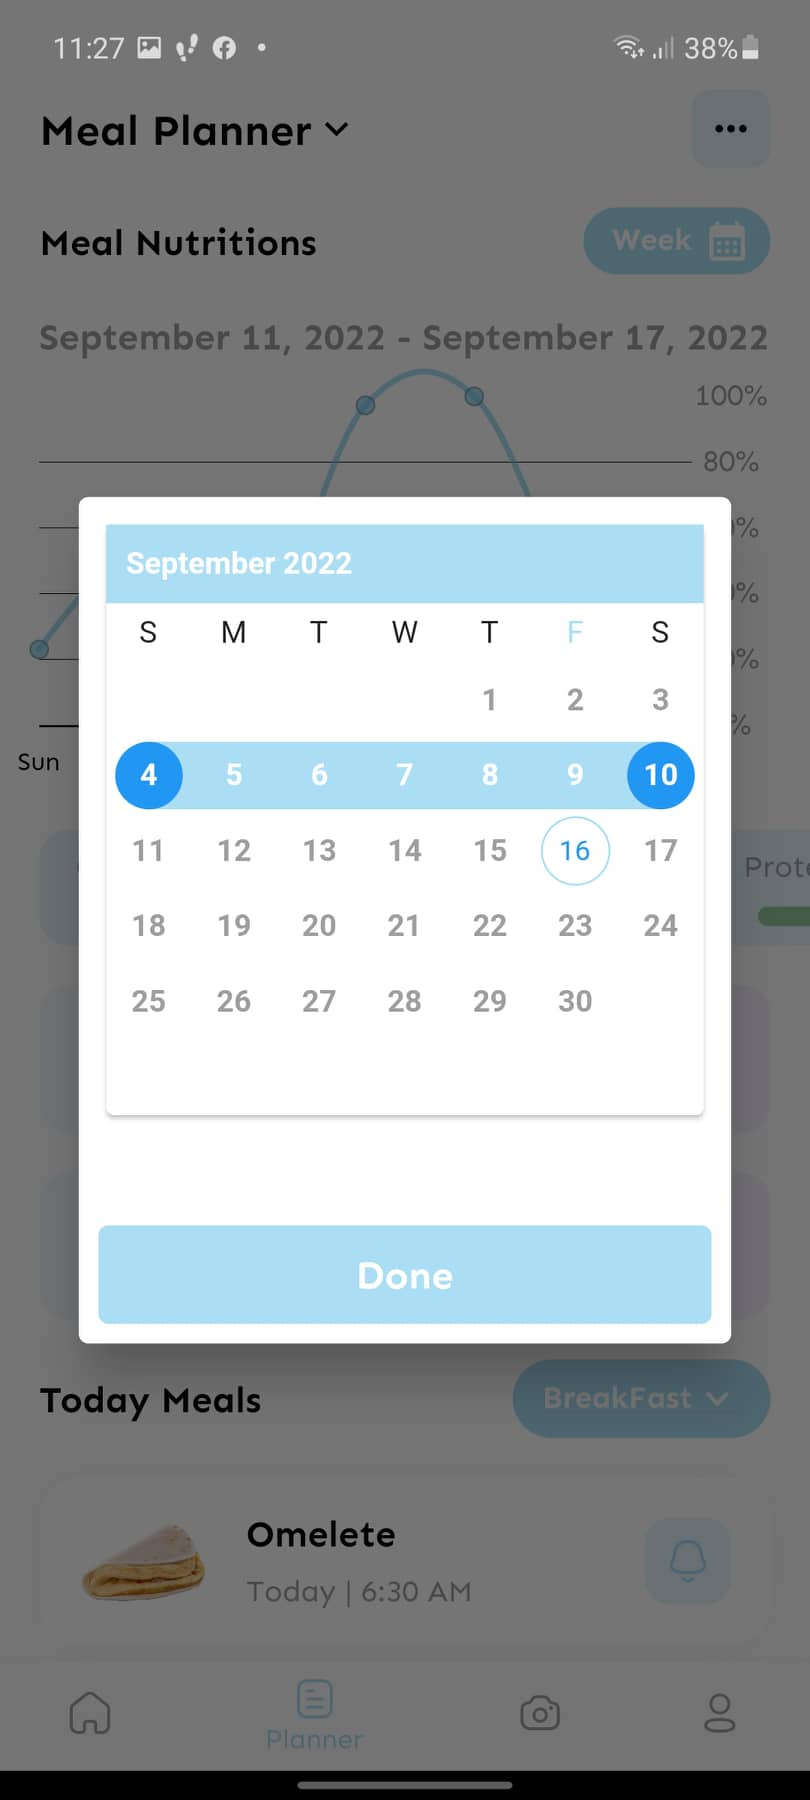 11:27 38%
Meal Planner
Meal Nutritions Week
September 11, 2022 - September 17, 2022
100%
80%
%
%
%
%
Sun
September 2022
S M T W T F S
1 2 3
4 5 6 7 8 9 10
11 12 13 14 15 16 17
18 19 20 21 22 23 24
25 26 27 28 29 30
Done
Today Meals BreakFast
Omelete
Today | 6:30 AM
Planner